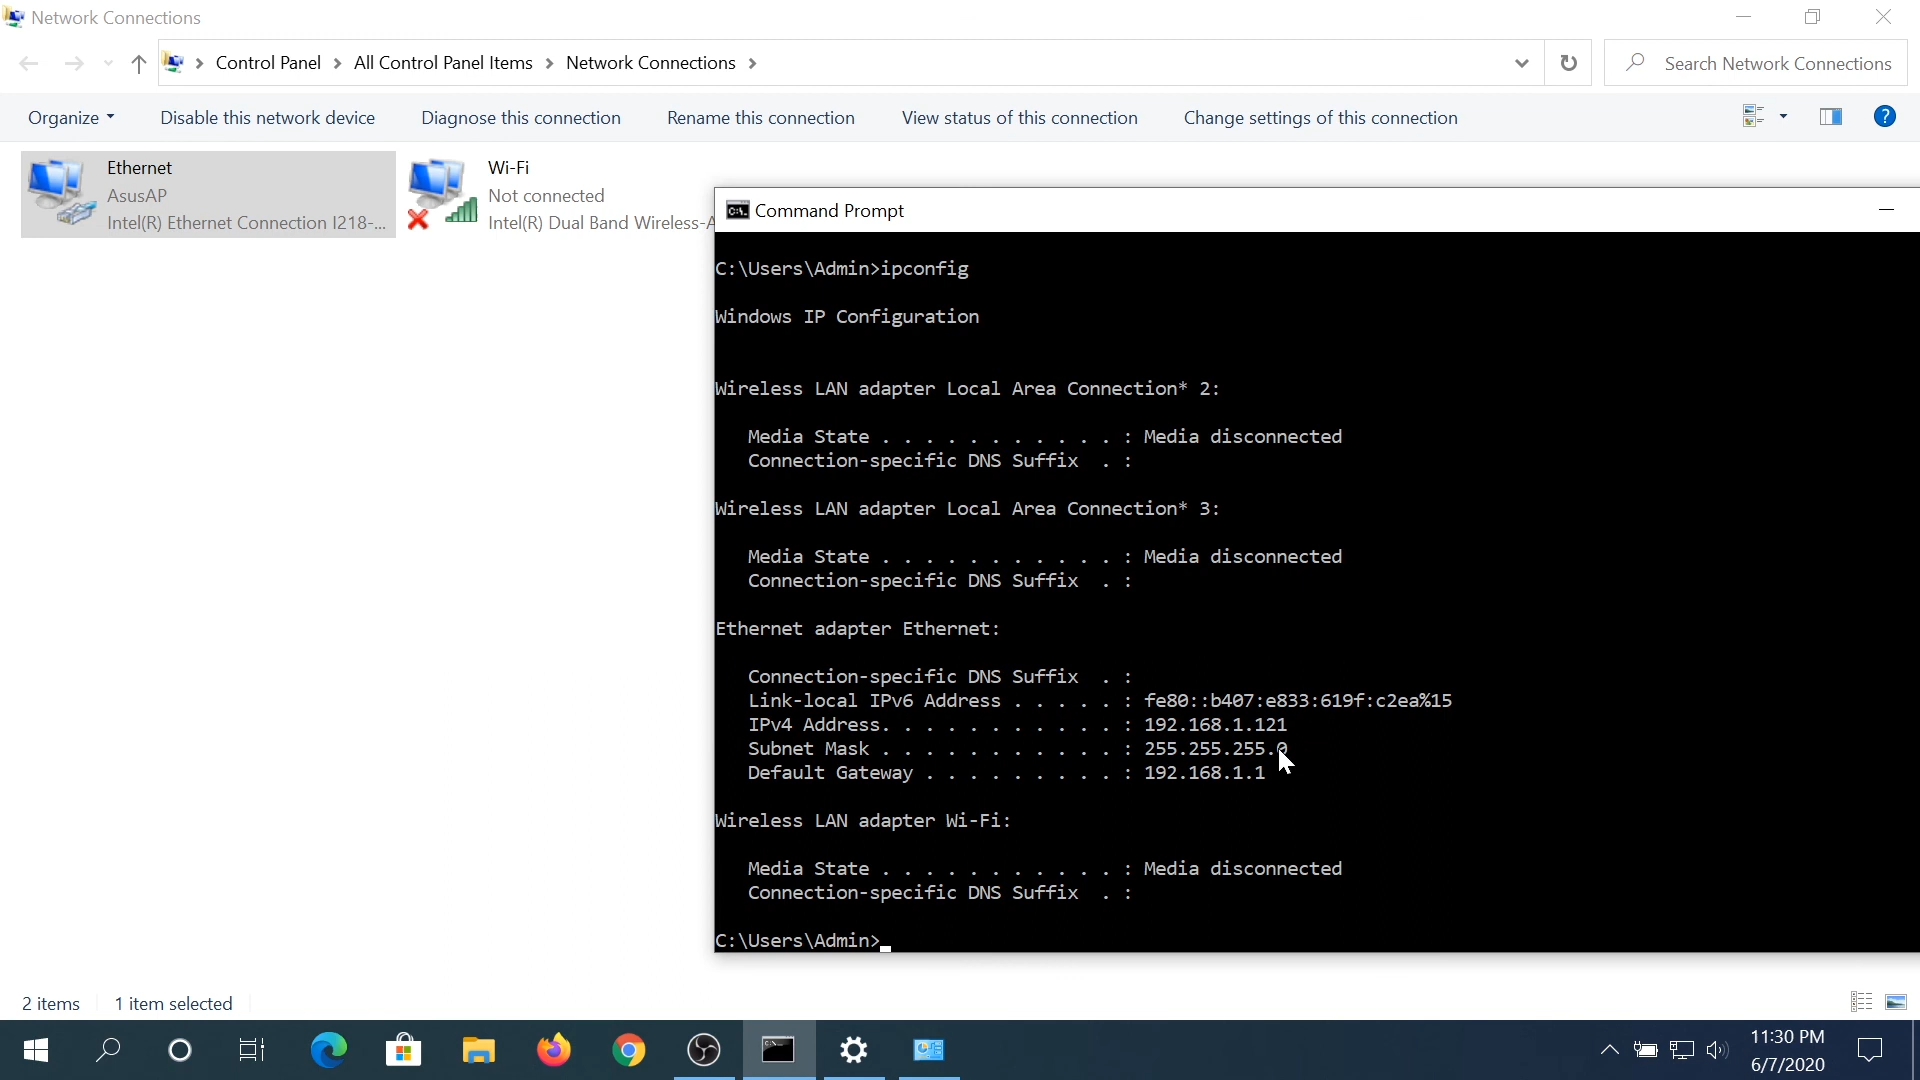 Network Connections
Control Panel > All Control Panel Items > Network Connections >
Search Network Connections
Organize Disable this network device Diagnose this connection Rename this connection View status of this connection Change settings of this connection
Ethernet
AsusAP
Intel(R) Ethernet Connection I218-...
Wi-Fi
Not connected
Intel(R) Dual Band Wireless-A
Command Prompt
C:\Users\Admin>ipconfig
Windows IP Configuration
Wireless LAN adapter Local Area Connection* 2:
Media State . . . . . . . . . . . : Media disconnected
Connection-specific DNS Suffix  . :
Wireless LAN adapter Local Area Connection* 3:
Media State . . . . . . . . . . . : Media disconnected
Connection-specific DNS Suffix  . :
Ethernet adapter Ethernet:
Connection-specific DNS Suffix  . :
Link-local IPv6 Address . . . . . : fe80::b407:e833:619f:c2ea%15
IPv4 Address. . . . . . . . . . . : 192.168.1.121
Subnet Mask . . . . . . . . . . . : 255.255.255.0
Default Gateway . . . . . . . . . : 192.168.1.1
Wireless LAN adapter Wi-Fi:
Media State . . . . . . . . . . . : Media disconnected
Connection-specific DNS Suffix  . :
C:\Users\Admin>
2 items 1 item selected
11:30 PM
6/7/2020